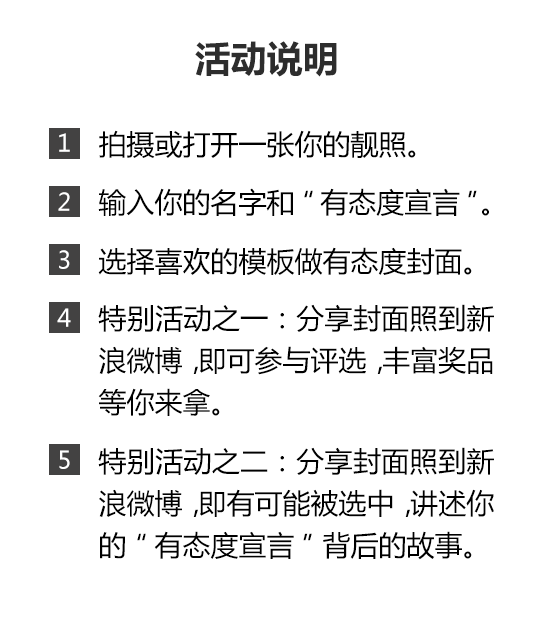 活动说明
1 拍摄或打开一张你的靓照。
2 输入你的名字和“有态度宣言”。
3 选择喜欢的模板做有态度封面。
4 特别活动之一：分享封面照到新
浪微博,即可参与评选,丰富奖品
等你来拿。
5 特别活动之二：分享封面照到新
浪微博,即有可能被选中,讲述你
的“有态度宣言”背后的故事。